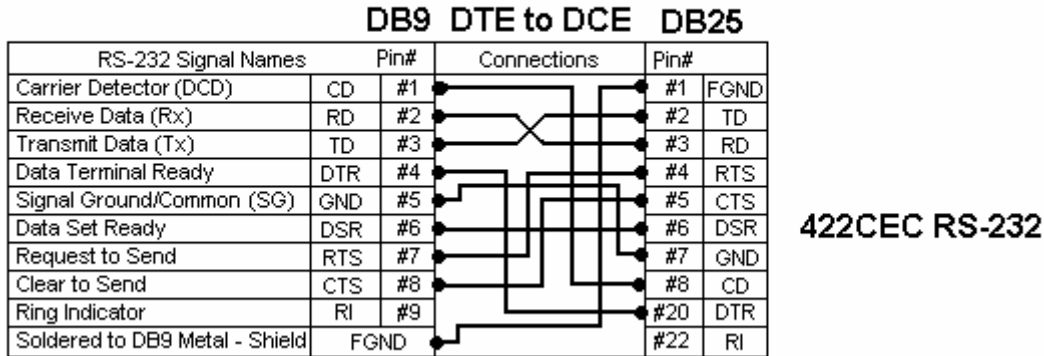 DB9 DTE to DCE DB25
RS-232 Signal Names Pin# Connections Pin#
Carrier Detector (DCD) CD #1 #1 FGND
Receive Data (Rx) RD #2 #2 TD
Transmit Data (Tx) TD #3 #3 RD
Data Terminal Ready DTR #4 #4 RTS
Signal Ground/Common (SG) GND #5 #5 CTS
Data Set Ready DSR #6 #6 DSR
Request to Send RTS #7 #7 GND
Clear to Send CTS #8 #8 CD
Ring Indicator RI #9 #20 DTR
Soldered to DB9 Metal - Shield FGND #22 RI
422CEC RS-232